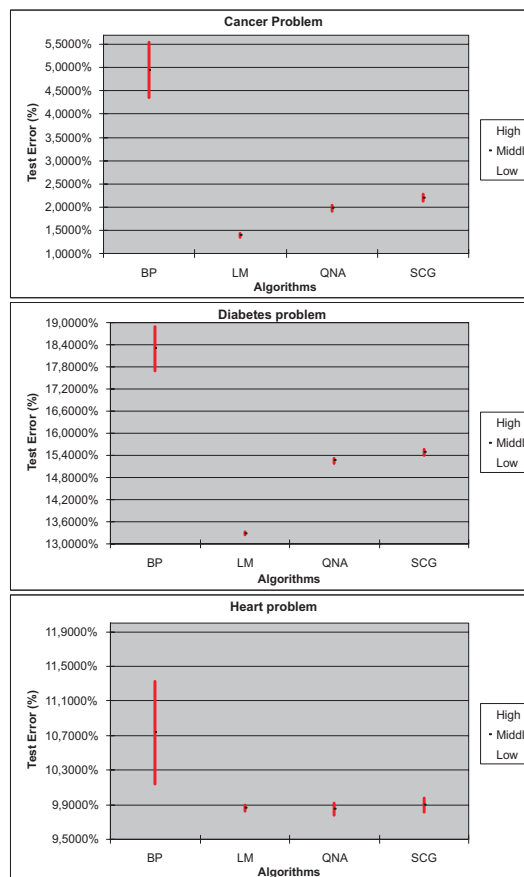 Cancer Problem
5,5000%
5,0000%
4,5000%
4,0000%
3,5000%
3,0000%
2,5000%
2,0000%
1,5000%
1,0000%
Test Error (%)
BP LM QNA SCG
Algorithms
High
Middl
Low
Diabetes problem
19,0000%
18,4000%
17,8000%
17,2000%
16,6000%
16,0000%
15,4000%
14,8000%
14,2000%
13,6000%
13,0000%
Test Error (%)
BP LM QNA SCG
Algorithms
High
Middl
Low
Heart problem
11,9000%
11,5000%
11,1000%
10,7000%
10,3000%
9,9000%
9,5000%
Test Error (%)
BP LM QNA SCG
Algorithms
High
Middl
Low